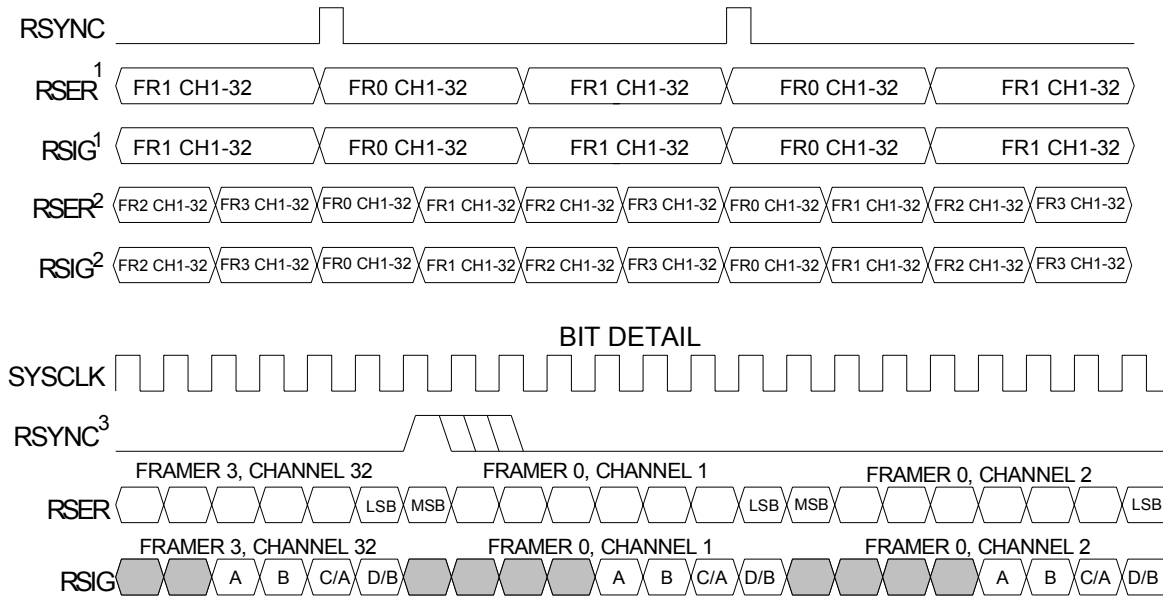 RSYNC
RSER1 FR1 CH1-32 FR0 CH1-32 FR1 CH1-32 FR0 CH1-32 FR1 CH1-32
RSIG1 FR1 CH1-32 FR0 CH1-32 FR1 CH1-32 FR0 CH1-32 FR1 CH1-32
RSER2 FR2 CH1-32 FR3 CH1-32 FR0 CH1-32 FR1 CH1-32 FR2 CH1-32 FR3 CH1-32 FR0 CH1-32 FR1 CH1-32 FR2 CH1-32 FR3 CH1-32
RSIG2 FR2 CH1-32 FR3 CH1-32 FR0 CH1-32 FR1 CH1-32 FR2 CH1-32 FR3 CH1-32 FR0 CH1-32 FR1 CH1-32 FR2 CH1-32 FR3 CH1-32
BIT DETAIL
SYSCLK
RSYNC3
FRAMER 3, CHANNEL 32 FRAMER 0, CHANNEL 1 FRAMER 0, CHANNEL 2
RSER LSB MSB LSB MSB LSB
FRAMER 3, CHANNEL 32 FRAMER 0, CHANNEL 1 FRAMER 0, CHANNEL 2
RSIG A B C/A D/B A B C/A D/B A B C/A D/B